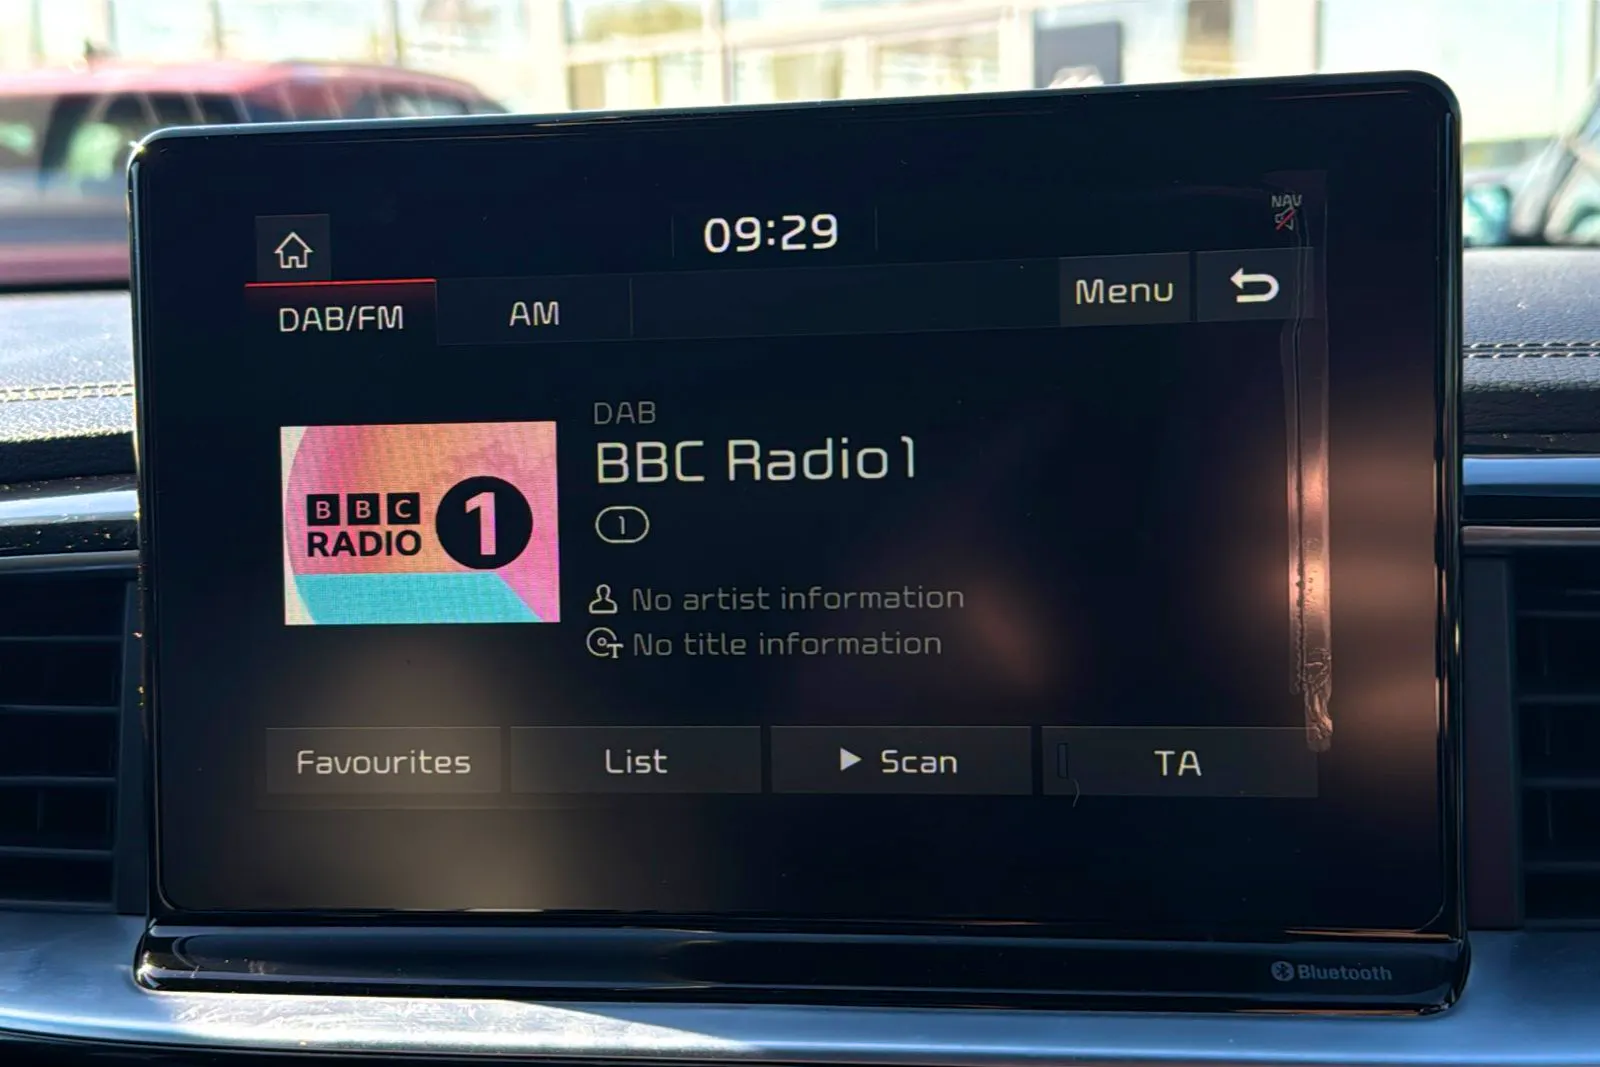 09:29
NAV
DAB/FM
AM
Menu
DAB
BBC Radio 1
1
BBC
RADIO 1
No artist information
T No title information
Favourites
List
Scan
TA
Bluetooth